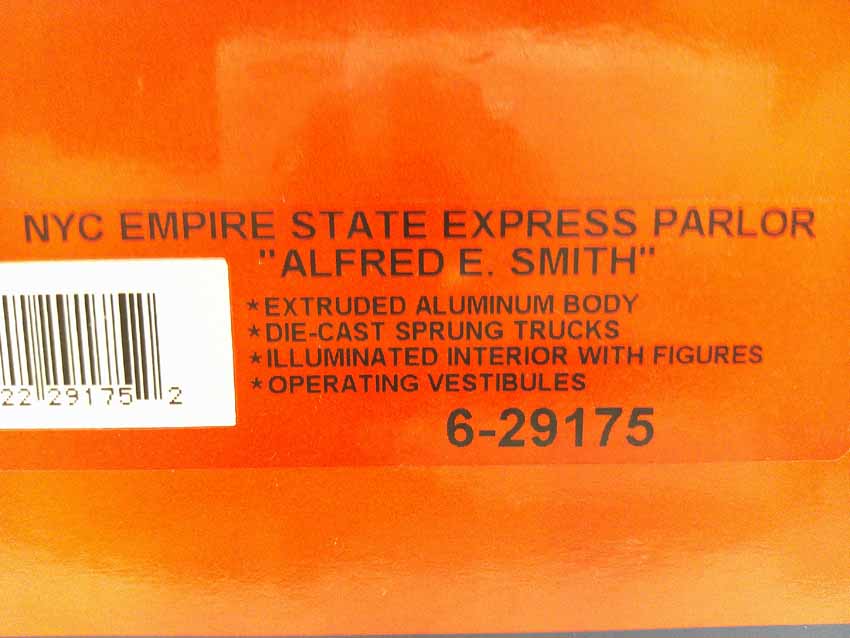 NYC EMPIRE STATE EXPRESS PARLOR
"ALFRED E. SMITH"
*EXTRUDED ALUMINUM BODY
*DIE-CAST SPRUNG TRUCKS
*ILLUMINATED INTERIOR WITH FIGURES
*OPERATING VESTIBULES
22 29175 2
6-29175